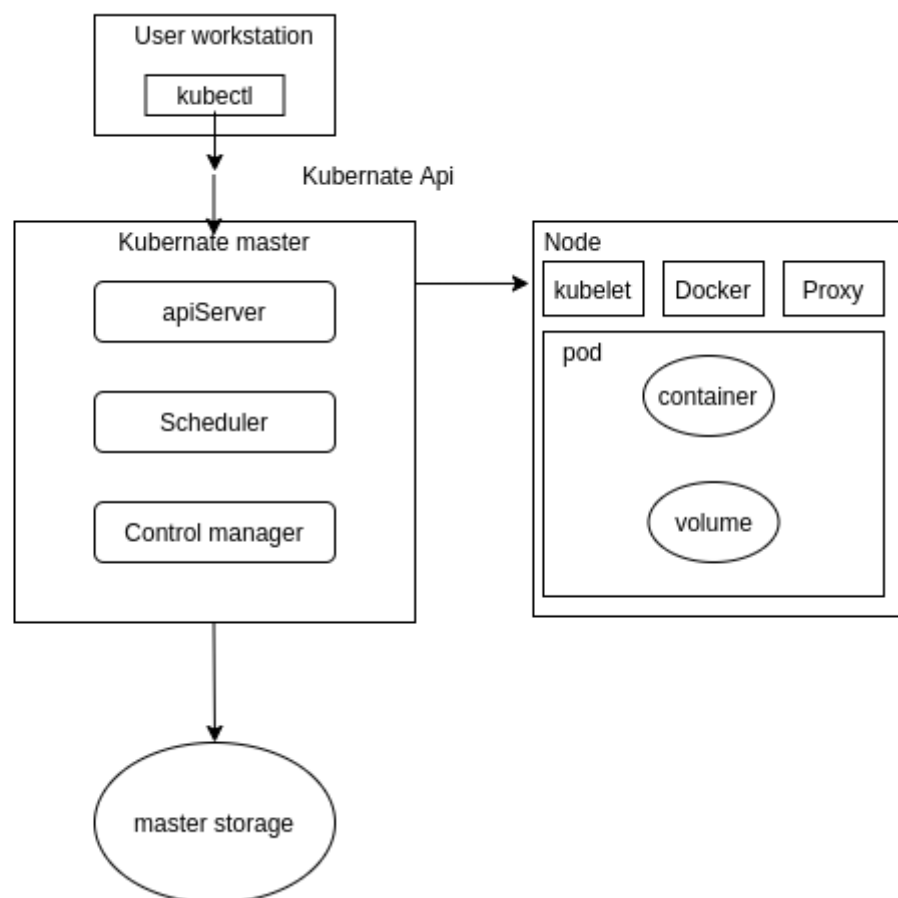 User workstation
kubectl
Kubernate Api
Kubernate master
apiServer
Scheduler
Control manager
Node
kubelet
Docker
Proxy
pod
container
volume
master storage